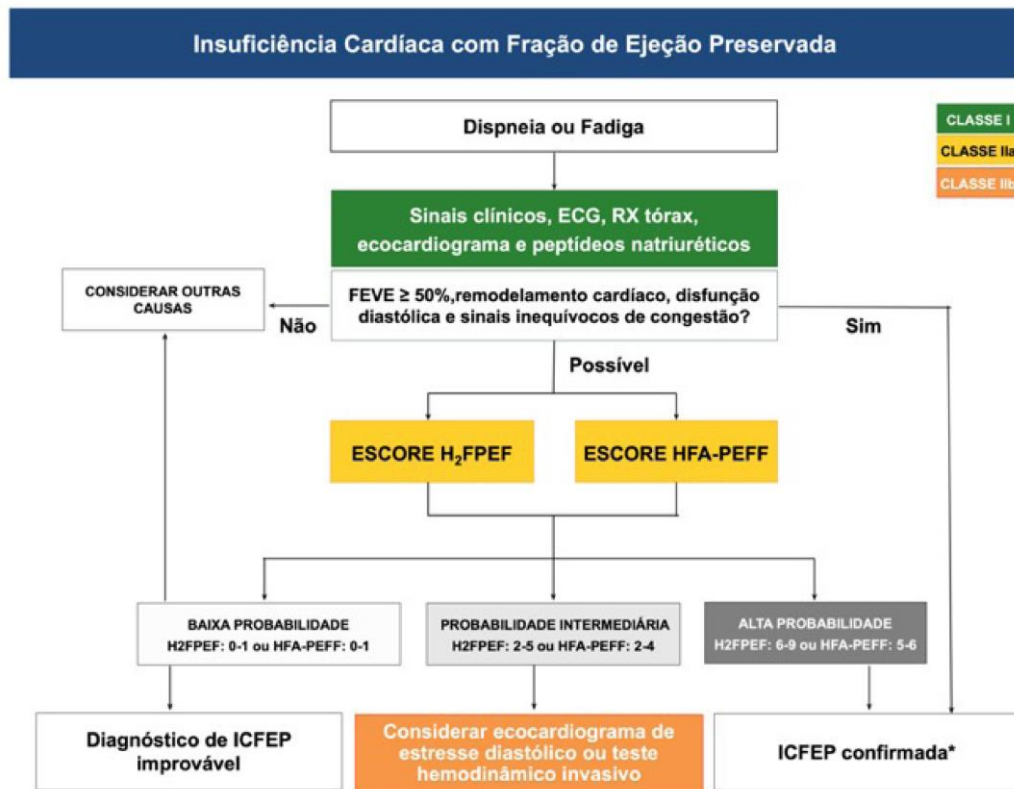 Insuficiência Cardíaca com Fração de Ejeção Preservada
Dispneia ou Fadiga
CLASSE I
CLASSE IIa
CLASSE IIb
Sinais clínicos, ECG, RX tórax,
ecocardiograma e peptídeos natriuréticos
CONSIDERAR OUTRAS
CAUSAS
FEVE ≥ 50%,remodelamento cardíaco, disfunção
diastólica e sinais inequívocos de congestão?
Não
Sim
Possível
ESCORE H₂FPEF
ESCORE HFA-PEFF
BAIXA PROBABILIDADE
H2FPEF: 0-1 ou HFA-PEFF: 0-1
PROBABILIDADE INTERMEDIÁRIA
H2FPEF: 2-5 ou HFA-PEFF: 2-4
ALTA PROBABILIDADE
H2FPEF: 6-9 ou HFA-PEFF: 5-6
Diagnóstico de ICFEP
improvável
Considerar ecocardiograma de
estresse diastólico ou teste
hemodinâmico invasivo
ICFEP confirmada*